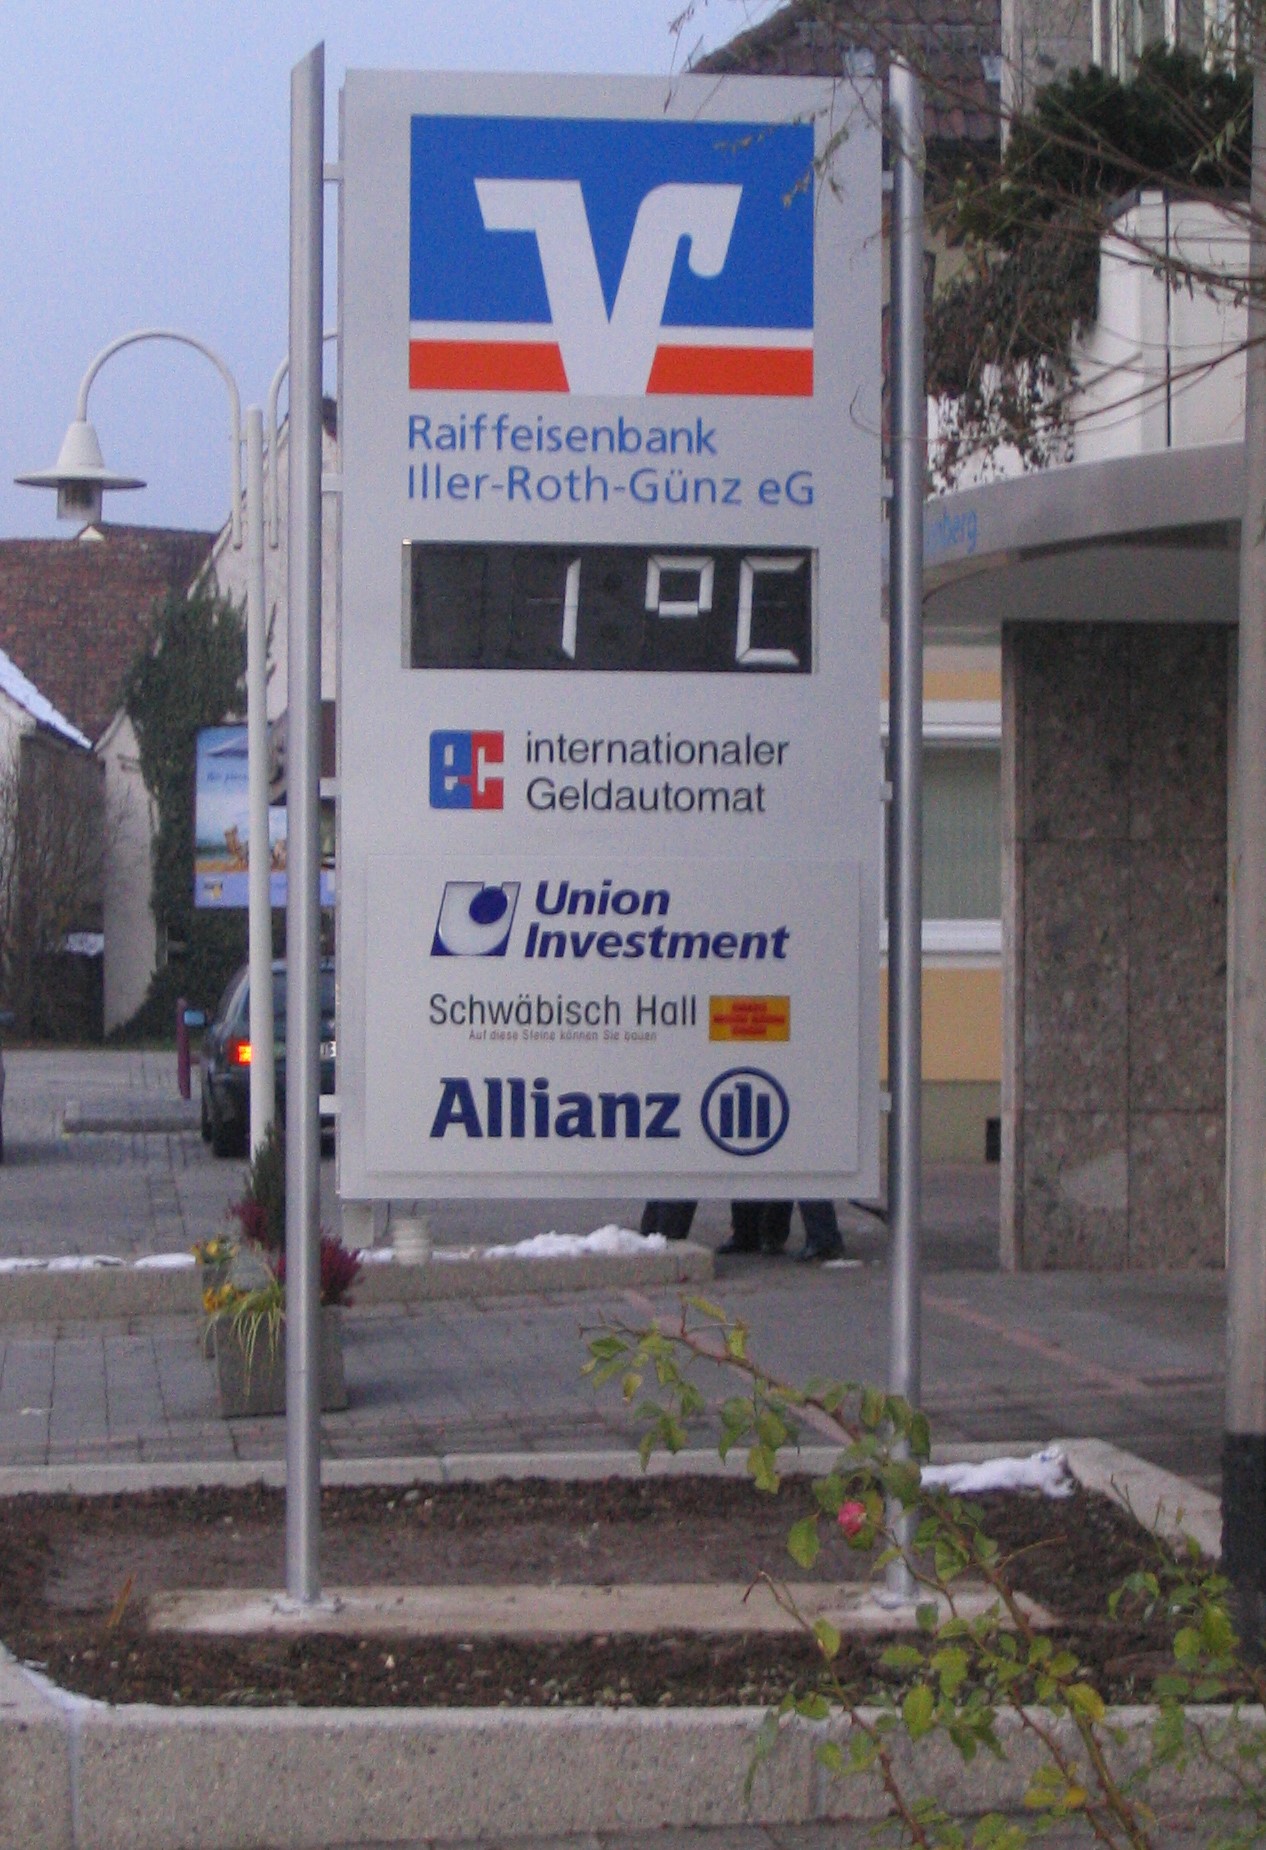 Raiffeisenbank
Iller-Roth-Günz eG
1 °C
ec internationaler
Geldautomat
Union
Investment
Schwäbisch Hall
Auf diese Steine können Sie bauen
Allianz